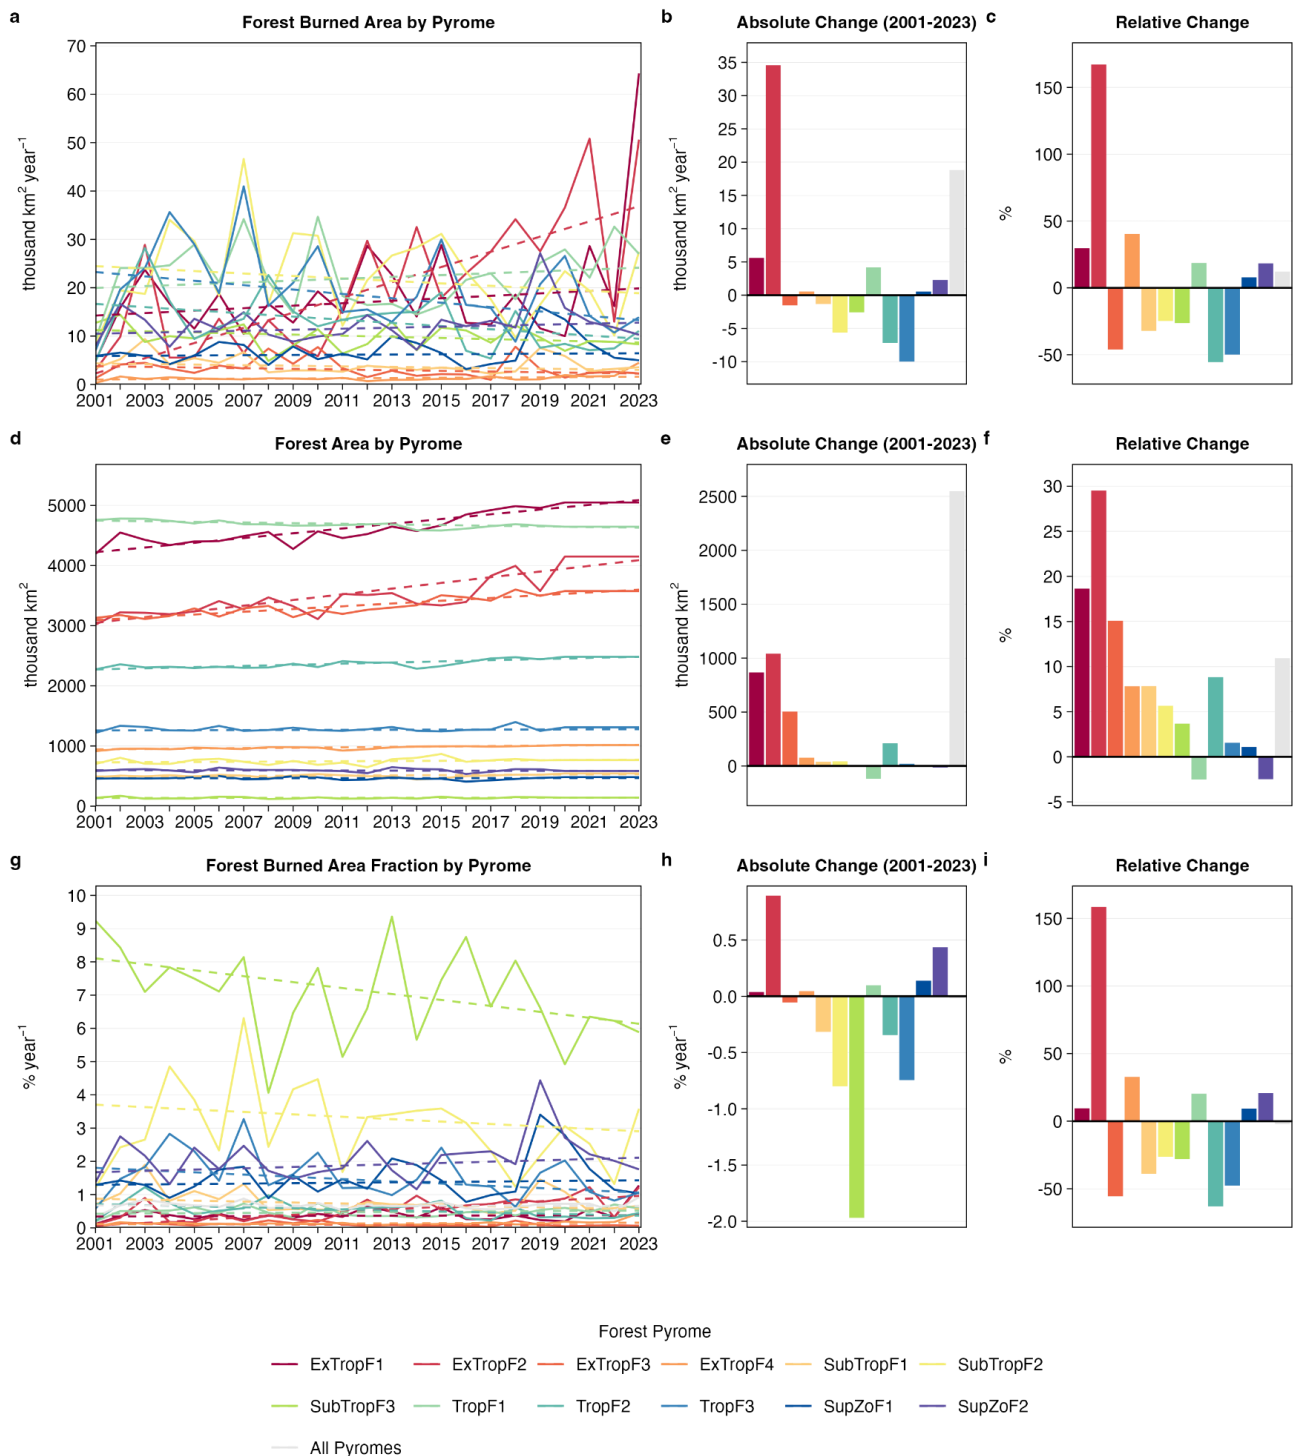 a
Forest Burned Area by Pyrome
b
Absolute Change (2001-2023)
c
Relative Change
thousand km² year⁻¹
70
60
50
40
30
20
10
0
2001 2003 2005 2007 2009 2011 2013 2015 2017 2019 2021 2023
thousand km² year⁻¹
35
30
25
20
15
10
5
0
-5
-10
%
150
100
50
0
-50
d
Forest Area by Pyrome
e
Absolute Change (2001-2023)
f
Relative Change
thousand km²
5000
4000
3000
2000
1000
0
2001 2003 2005 2007 2009 2011 2013 2015 2017 2019 2021 2023
thousand km²
2500
2000
1500
1000
500
0
%
30
25
20
15
10
5
0
-5
g
Forest Burned Area Fraction by Pyrome
h
Absolute Change (2001-2023)
i
Relative Change
% year⁻¹
10
9
8
7
6
5
4
3
2
1
0
2001 2003 2005 2007 2009 2011 2013 2015 2017 2019 2021 2023
% year⁻¹
0.5
0.0
-0.5
-1.0
-1.5
-2.0
%
150
100
50
0
-50
Forest Pyrome
ExTropF1 ExTropF2 ExTropF3 ExTropF4 SubTropF1 SubTropF2
SubTropF3 TropF1 TropF2 TropF3 SupZoF1 SupZoF2
All Pyromes